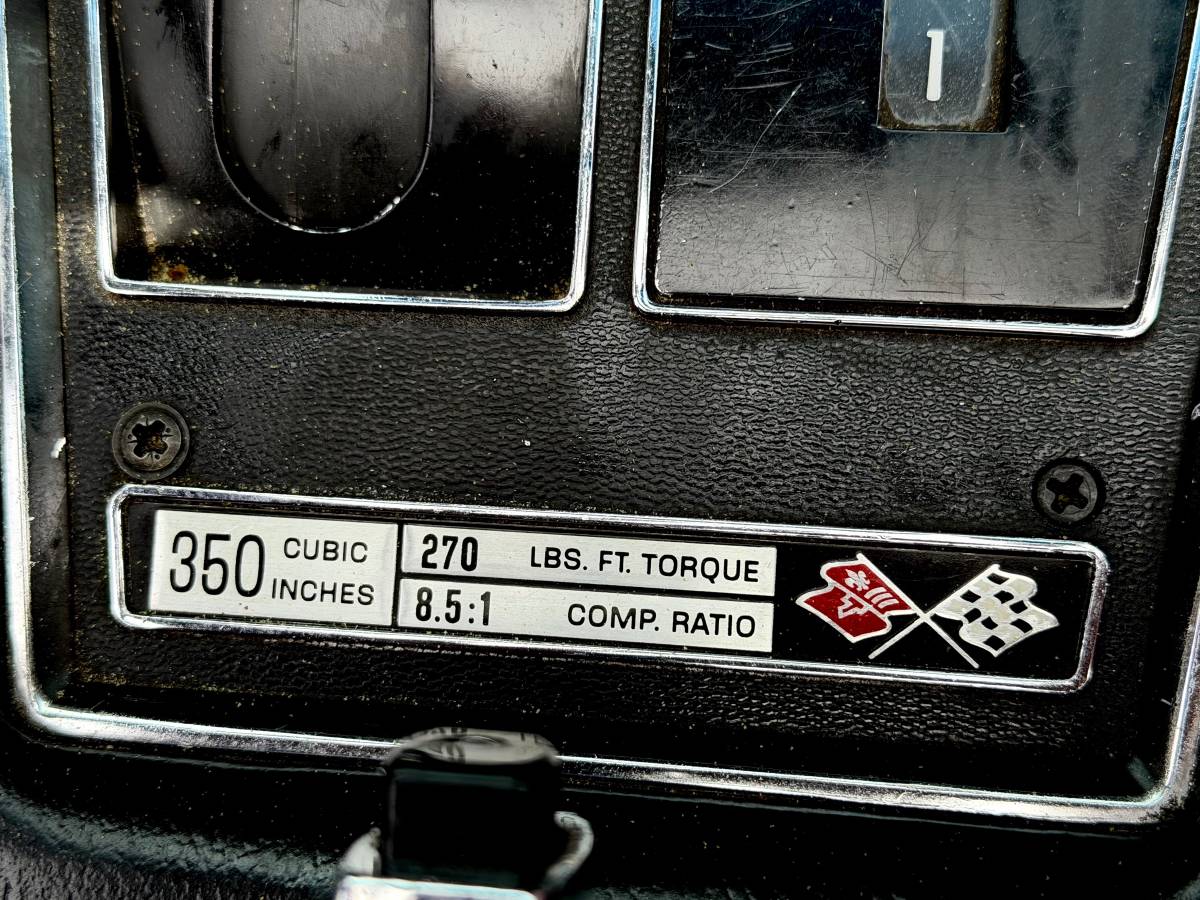 1
350 CUBIC INCHES
270 LBS. FT. TORQUE
8.5:1 COMP. RATIO